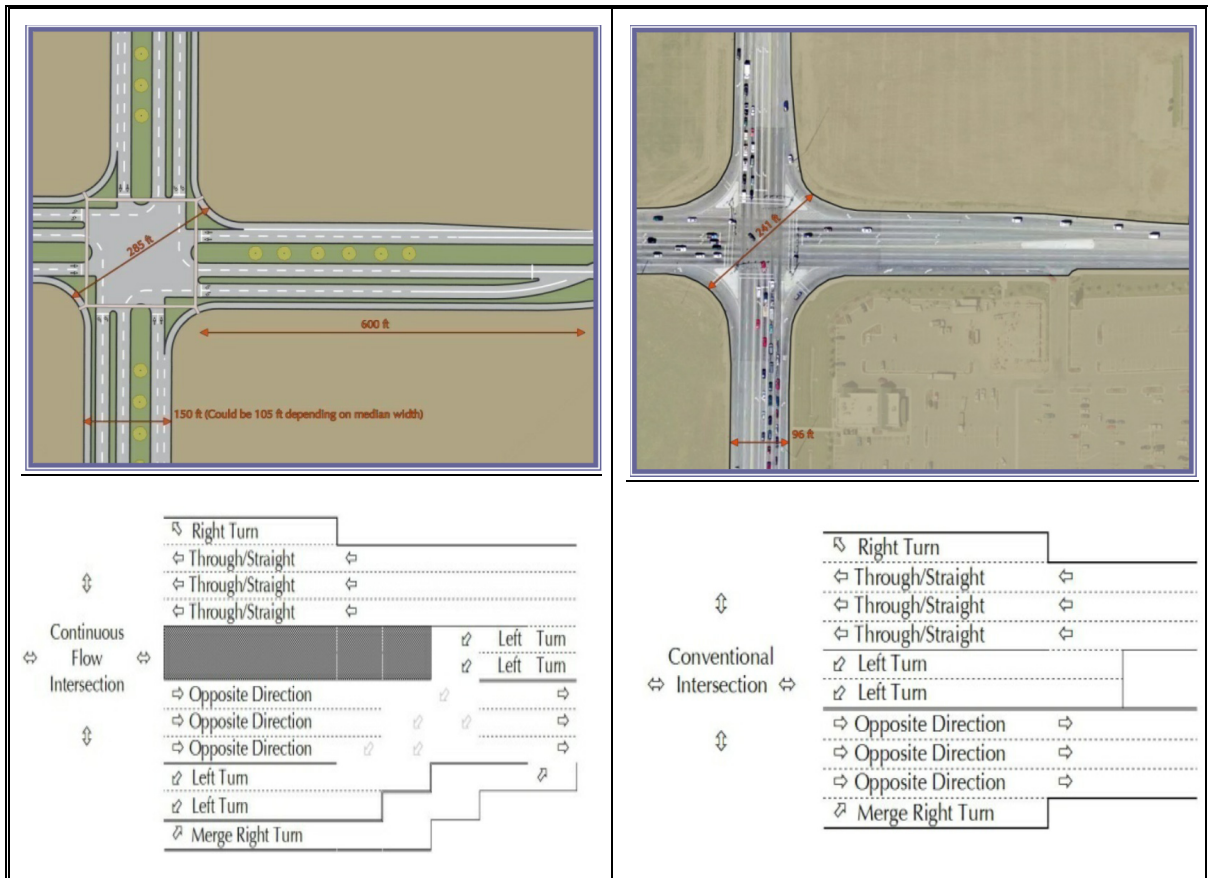 285 ft
600 ft
150 ft (Could be 105 ft depending on median width)
241 ft
96 ft
Right Turn
Through/Straight
Through/Straight
Through/Straight
Continuous
Flow
Intersection
Left Turn
Left Turn
Opposite Direction
Opposite Direction
Opposite Direction
Left Turn
Left Turn
Merge Right Turn
Right Turn
Through/Straight
Through/Straight
Through/Straight
Conventional
Intersection
Left Turn
Left Turn
Opposite Direction
Opposite Direction
Opposite Direction
Merge Right Turn